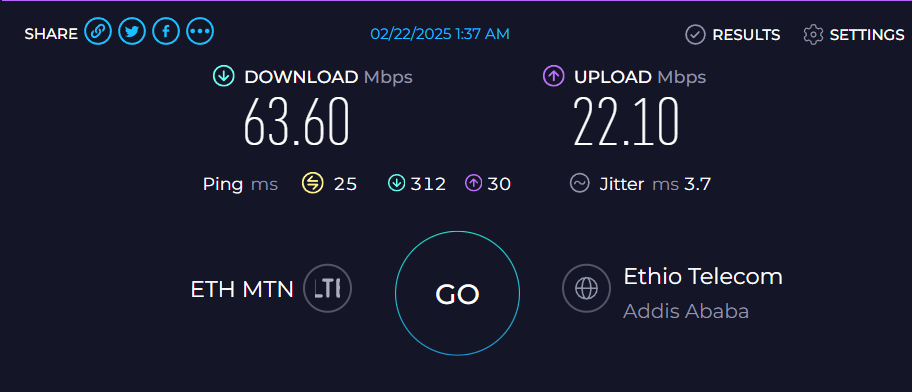 SHARE 02/22/2025 1:37 AM RESULTS SETTINGS
DOWNLOAD Mbps UPLOAD Mbps
63.60 22.10
Ping ms 25 312 30 Jitter ms 3.7
ETH MTN LTE GO Ethio Telecom
Addis Ababa